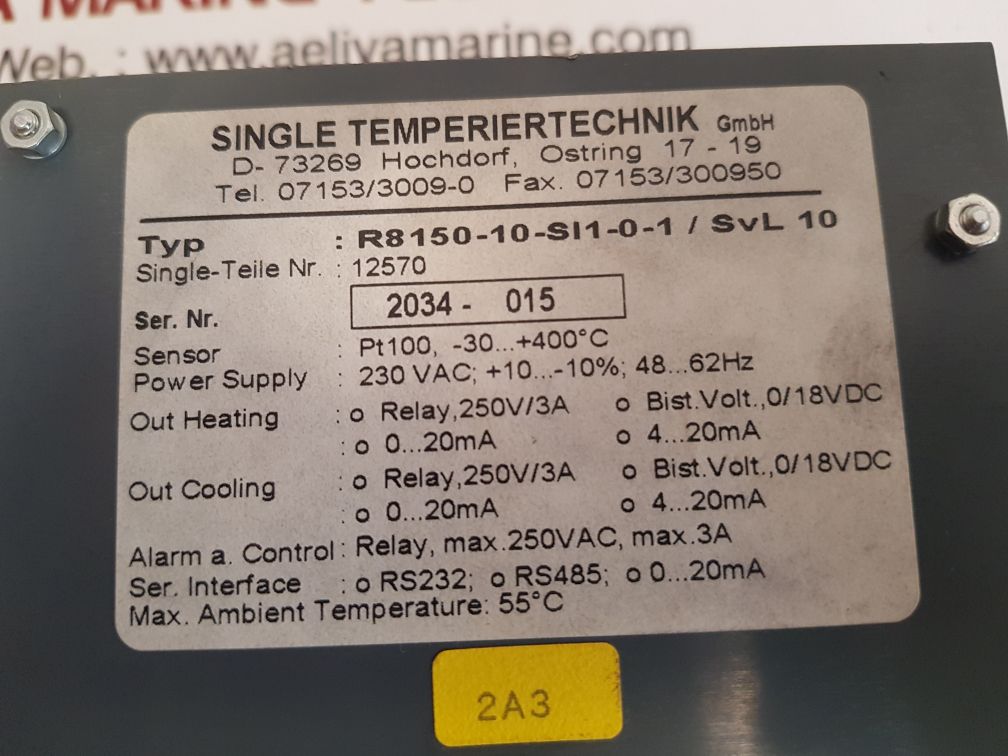 Web. : www.aeliyamarine.com
SINGLE TEMPERIERTECHNIK GmbH
D- 73269 Hochdorf, Ostring 17 - 19
Tel. 07153/3009-0 Fax. 07153/300950
Typ : R8150-10-SI1-0-1 / SvL 10
Single-Teile Nr. : 12570
Ser. Nr. 2034 - 015
Sensor : Pt100, -30...+400°C
Power Supply : 230 VAC; +10...-10%; 48...62Hz
Out Heating : o Relay,250V/3A o Bist.Volt.,0/18VDC
: o 0...20mA o 4...20mA
Out Cooling : o Relay,250V/3A o Bist.Volt.,0/18VDC
: o 0...20mA o 4...20mA
Alarm a. Control : Relay, max.250VAC, max.3A
Ser. Interface : o RS232; o RS485; o 0...20mA
Max. Ambient Temperature: 55°C
2A3